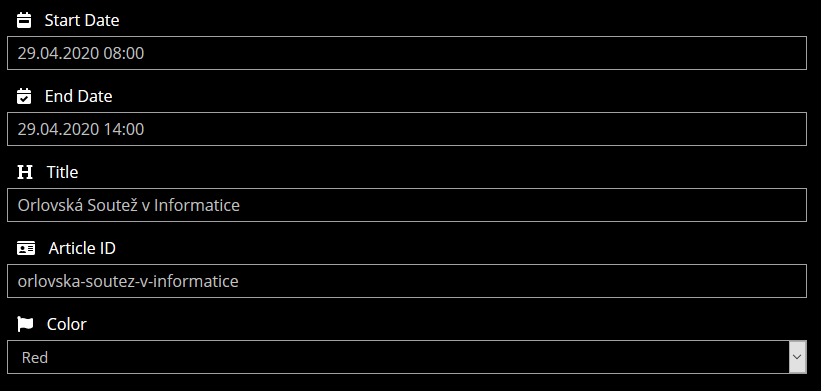 Start Date
29.04.2020 08:00
End Date
29.04.2020 14:00
Title
Orlovská Soutež v Informatice
Article ID
orlovska-soutez-v-informatice
Color
Red